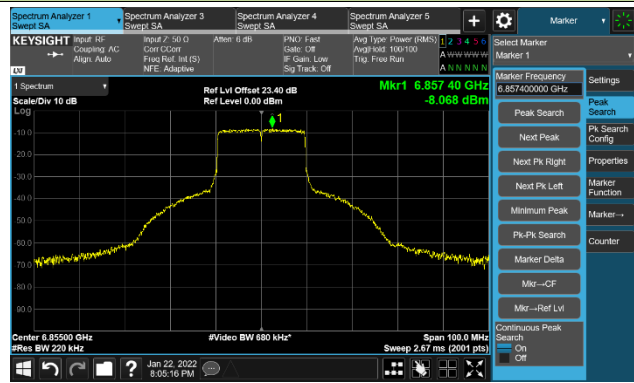 Spectrum Analyzer 1
Swept SA
Spectrum Analyzer 3
Swept SA
Spectrum Analyzer 4
Swept SA
Spectrum Analyzer 5
Swept SA
+
Marker
KEYSIGHT
Input: RF
Coupling: AC
Align: Auto
Input Z: 50 Ω
Corr CCorr
Freq Ref: Int (S)
NFE: Adaptive
Atten: 6 dB
PNO: Fast
Gate: Off
IF Gain: Low
Sig Track: Off
Avg Type: Power (RMS)
Avg|Hold: 100/100
Trig: Free Run
1 2 3 4 5 6
A W W W W W
A N N N N N
LXI
Select Marker
Marker 1
1 Spectrum
Scale/Div 10 dB
Log
Ref Lvl Offset 23.40 dB
Ref Level 0.00 dBm
Mkr1 6.857 40 GHz
-8.068 dBm
1
-10.0
-20.0
-30.0
-40.0
-50.0
-60.0
-70.0
-80.0
-90.0
Center 6.85500 GHz
#Res BW 220 kHz
#Video BW 680 kHz*
Span 100.0 MHz
Sweep 2.67 ms (2001 pts)
Marker Frequency
6.857400000 GHz
Peak Search
Next Peak
Next Pk Right
Next Pk Left
Minimum Peak
Pk-Pk Search
Marker Delta
Mkr→CF
Mkr→Ref Lvl
Continuous Peak
Search
On
Off
Settings
Peak
Search
Pk Search
Config
Properties
Marker
Function
Marker→
Counter
?
Jan 22, 2022
8:05:16 PM